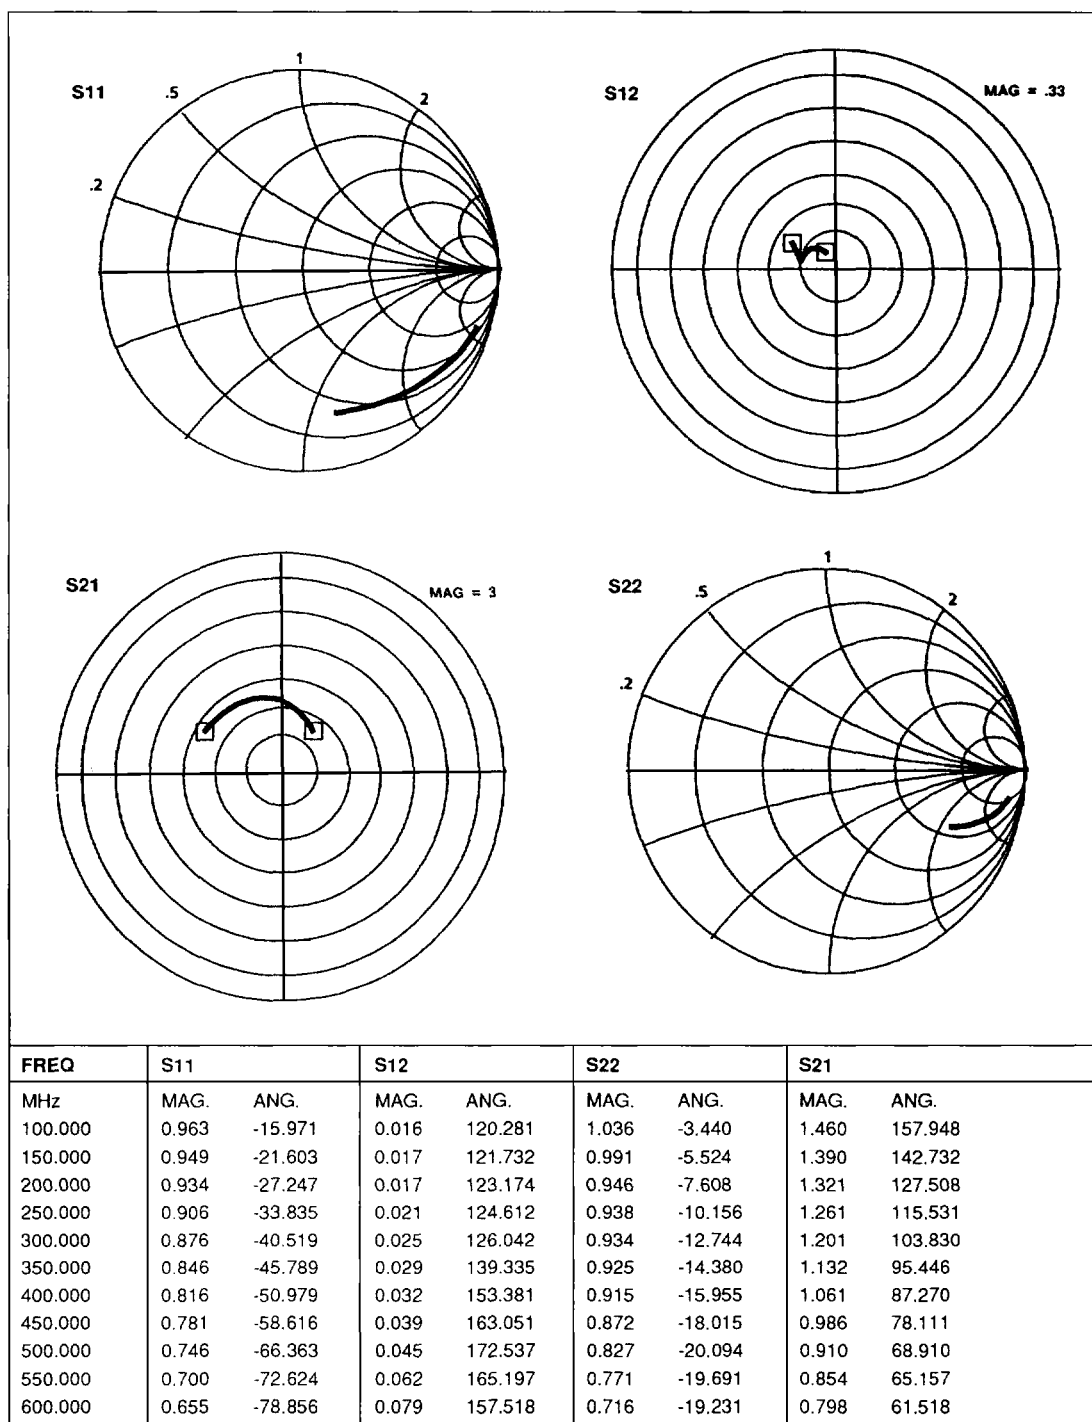 S11
.2
.5
1
2
S12
MAG = .33
S21
MAG = 3
S22
.2
.5
1
2
FREQ S11 S12 S22 S21
MHz MAG. ANG. MAG. ANG. MAG. ANG. MAG. ANG.
100.000 0.963 -15.971 0.016 120.281 1.036 -3.440 1.460 157.948
150.000 0.949 -21.603 0.017 121.732 0.991 -5.524 1.390 142.732
200.000 0.934 -27.247 0.017 123.174 0.946 -7.608 1.321 127.508
250.000 0.906 -33.835 0.021 124.612 0.938 -10.156 1.261 115.531
300.000 0.876 -40.519 0.025 126.042 0.934 -12.744 1.201 103.830
350.000 0.846 -45.789 0.029 139.335 0.925 -14.380 1.132 95.446
400.000 0.816 -50.979 0.032 153.381 0.915 -15.955 1.061 87.270
450.000 0.781 -58.616 0.039 163.051 0.872 -18.015 0.986 78.111
500.000 0.746 -66.363 0.045 172.537 0.827 -20.094 0.910 68.910
550.000 0.700 -72.624 0.062 165.197 0.771 -19.691 0.854 65.157
600.000 0.655 -78.856 0.079 157.518 0.716 -19.231 0.798 61.518